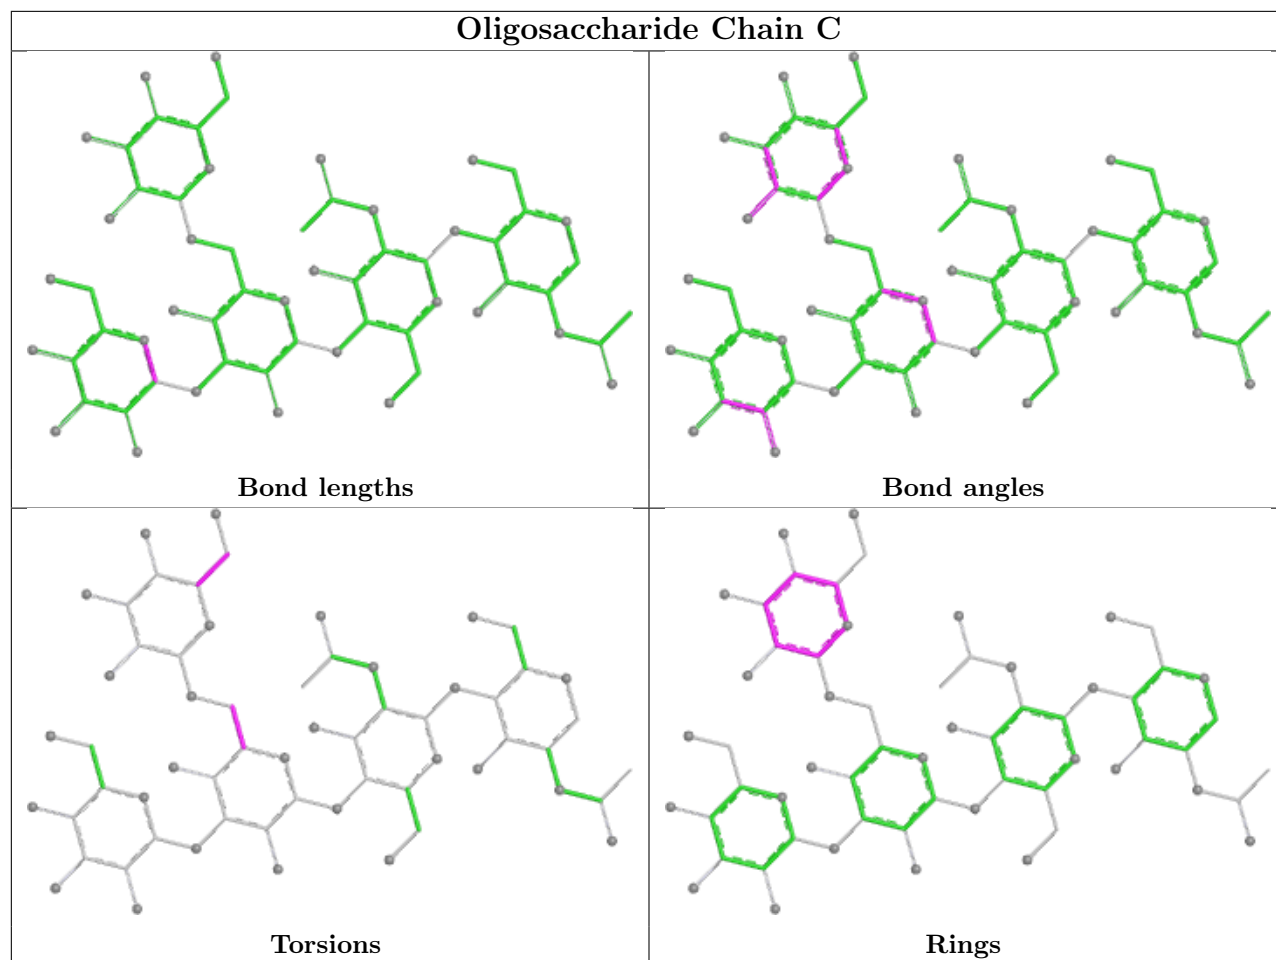 Oligosaccharide Chain C
Bond lengths
Bond angles
Torsions
Rings